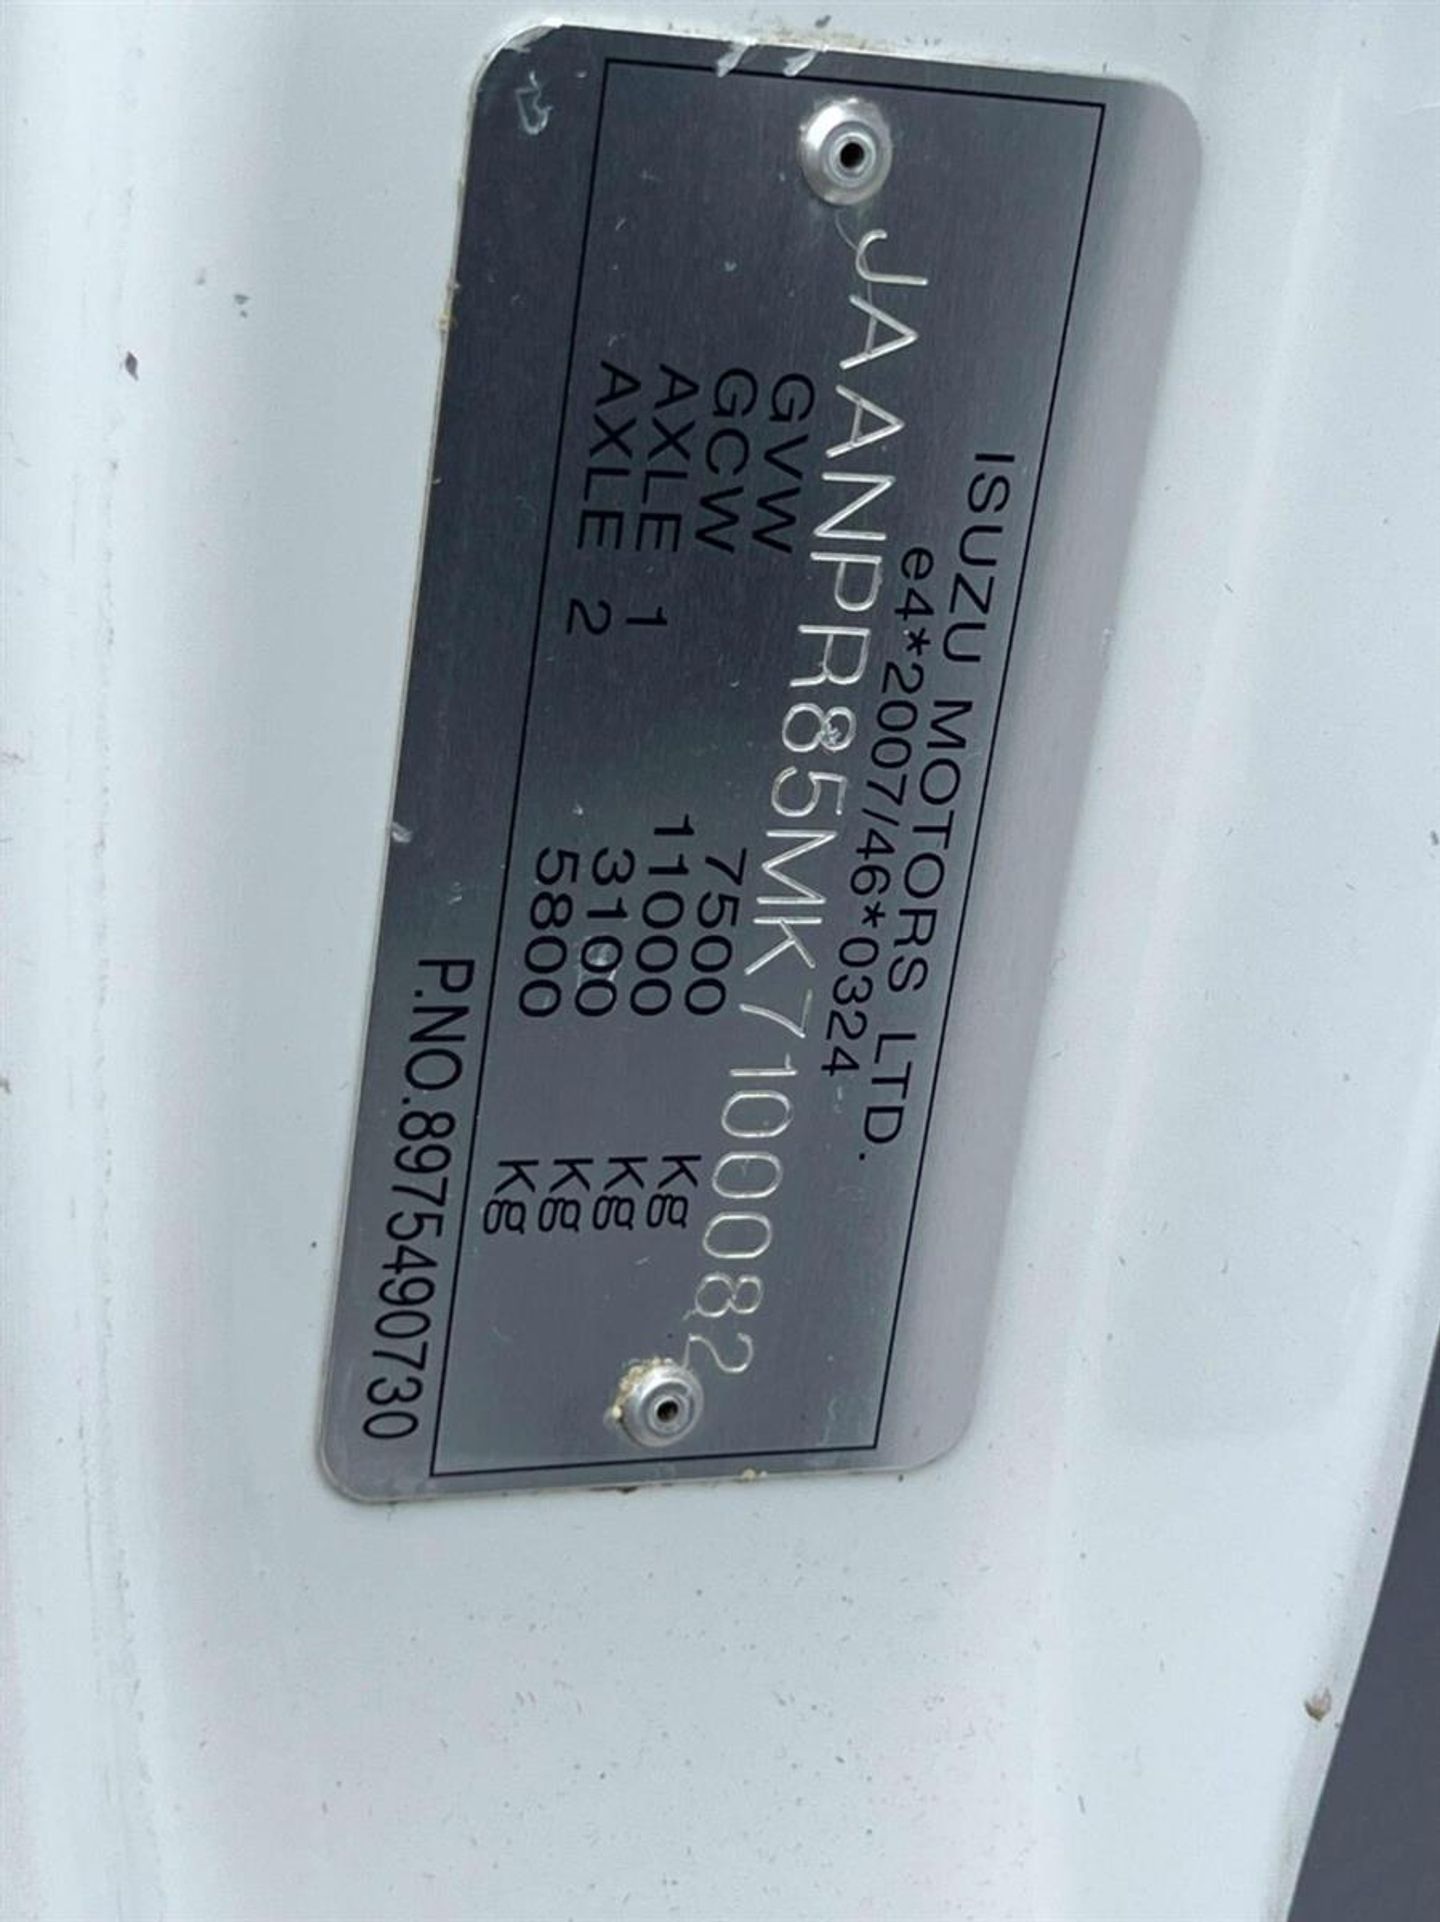 ISUZU MOTORS LTD.
e4*2007/46*0324
JAANPR85MK7100082
GVW 7500 Kg
GCW 11000 Kg
AXLE 1 3100 Kg
AXLE 2 5800 Kg
P.NO.8975490730